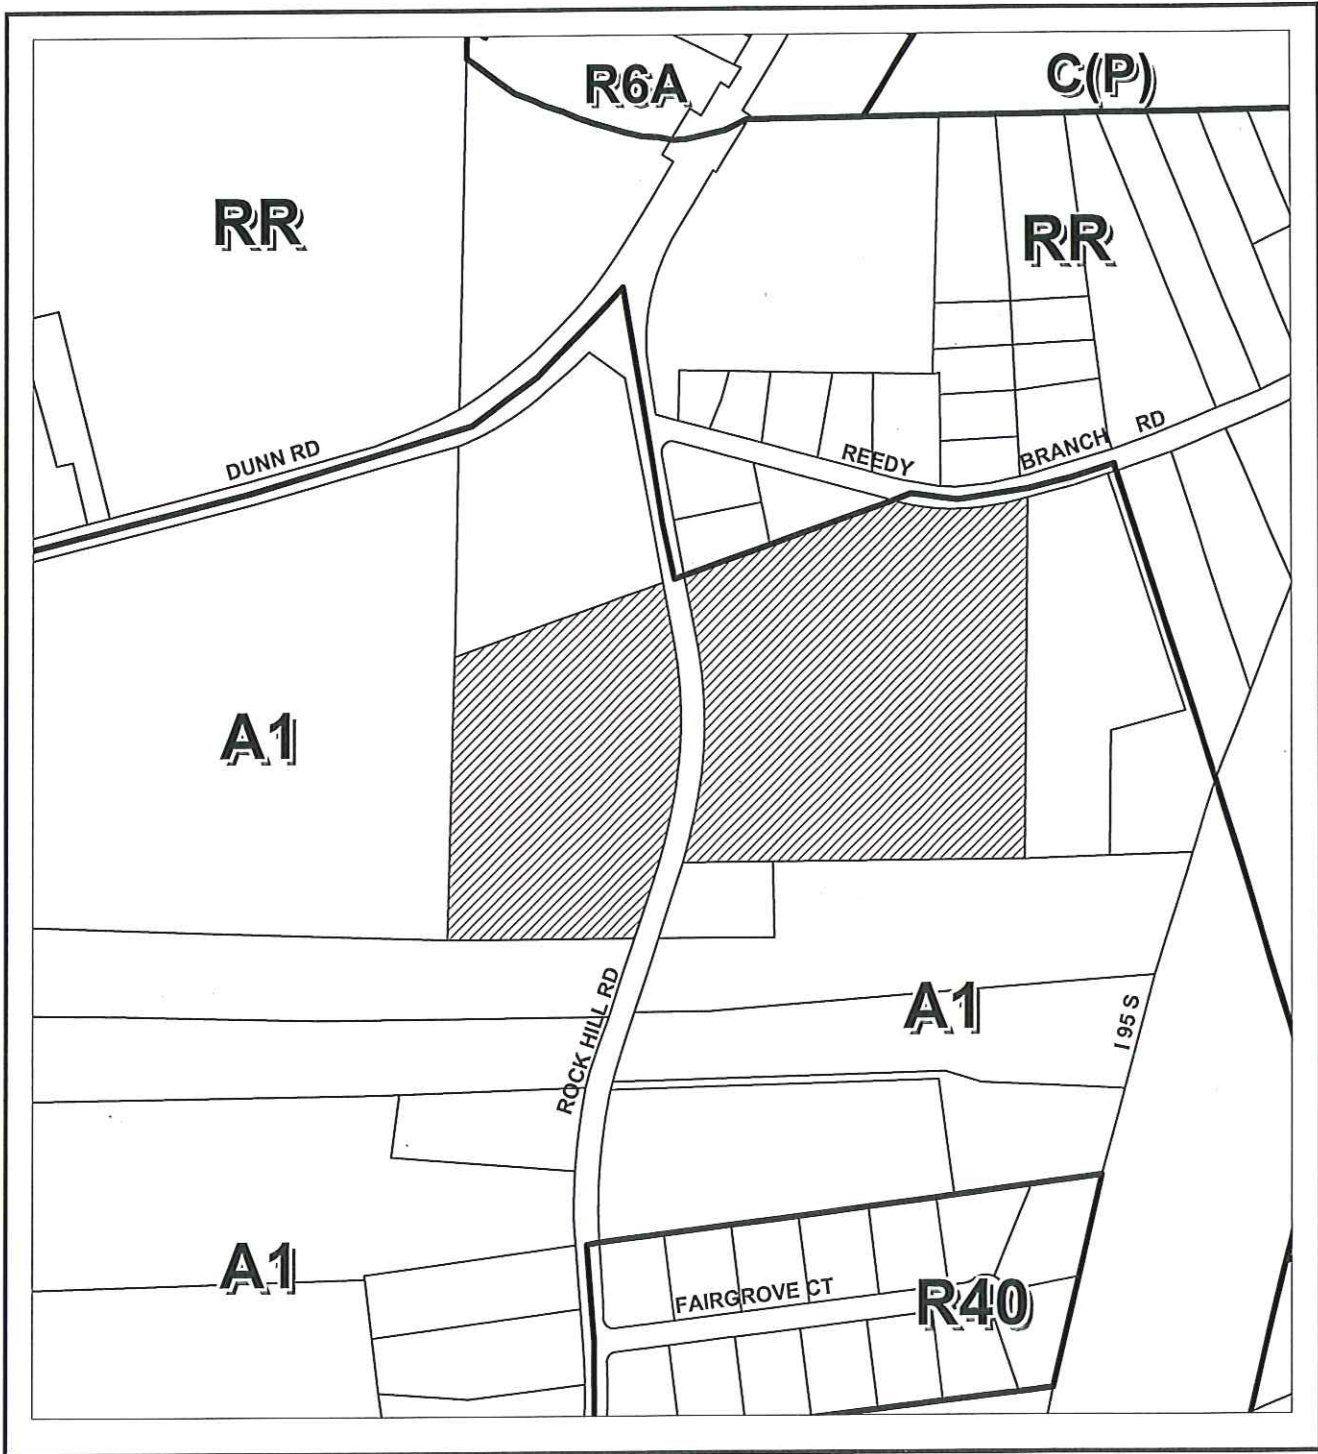 R6A
C(P)
RR
RR
DUNN RD
REEDY BRANCH RD
A1
A1
ROCK HILL RD
I 95 S
A1
FAIRGROVE CT
R40